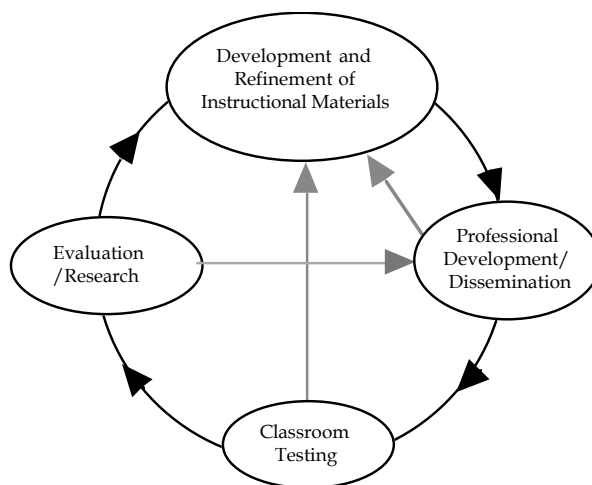 Development and
Refinement of
Instructional Materials
Evaluation
/Research
Professional
Development/
Dissemination
Classroom
Testing